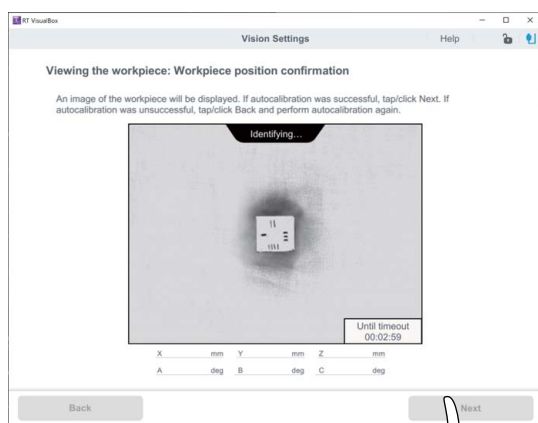 RT VisualBox
Vision Settings
Help
Viewing the workpiece: Workpiece position confirmation
An image of the workpiece will be displayed. If autocalibration was successful, tap/click Next. If
autocalibration was unsuccessful, tap/click Back and perform autocalibration again.
Identifying...
Until timeout
00:02:59
X mm Y mm Z mm
A deg B deg C deg
Back
Next